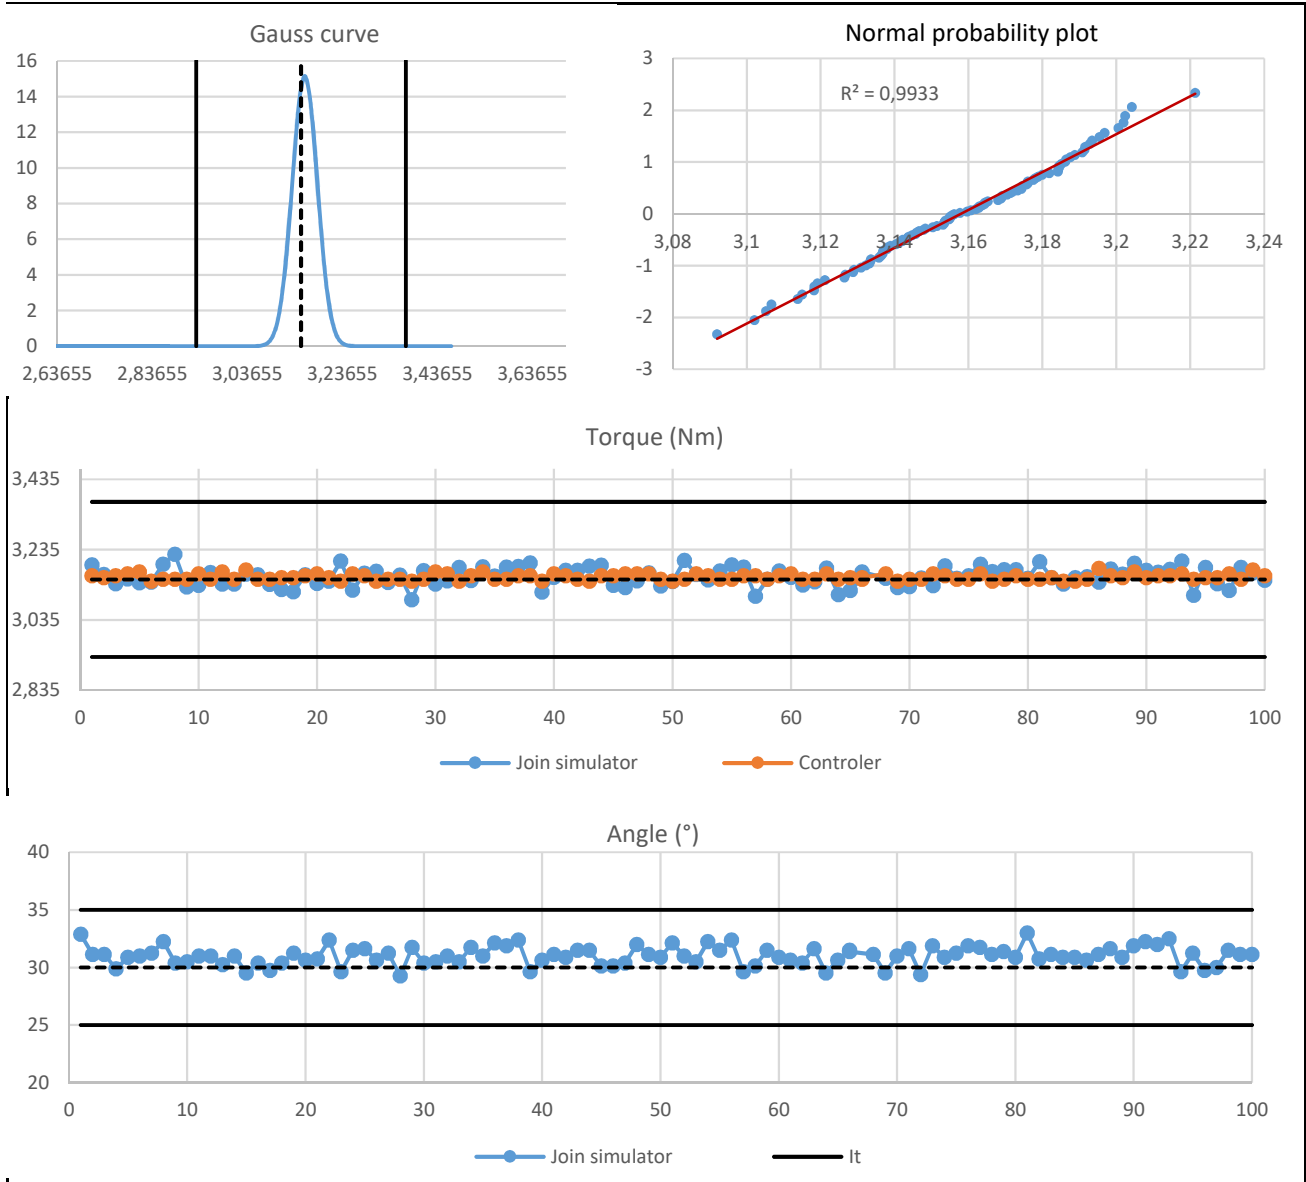 Gauss curve
16
14
12
10
8
6
4
2
0
2,63655 2,83655 3,03655 3,23655 3,43655 3,63655
Normal probability plot
R² = 0,9933
3
2
1
0
-1
-2
-3
3,08 3,1 3,12 3,14 3,16 3,18 3,2 3,22 3,24
Torque (Nm)
3,435
3,235
3,035
2,835
0 10 20 30 40 50 60 70 80 90 100
Join simulator Controler
Angle (°)
40
35
30
25
20
0 10 20 30 40 50 60 70 80 90 100
Join simulator It